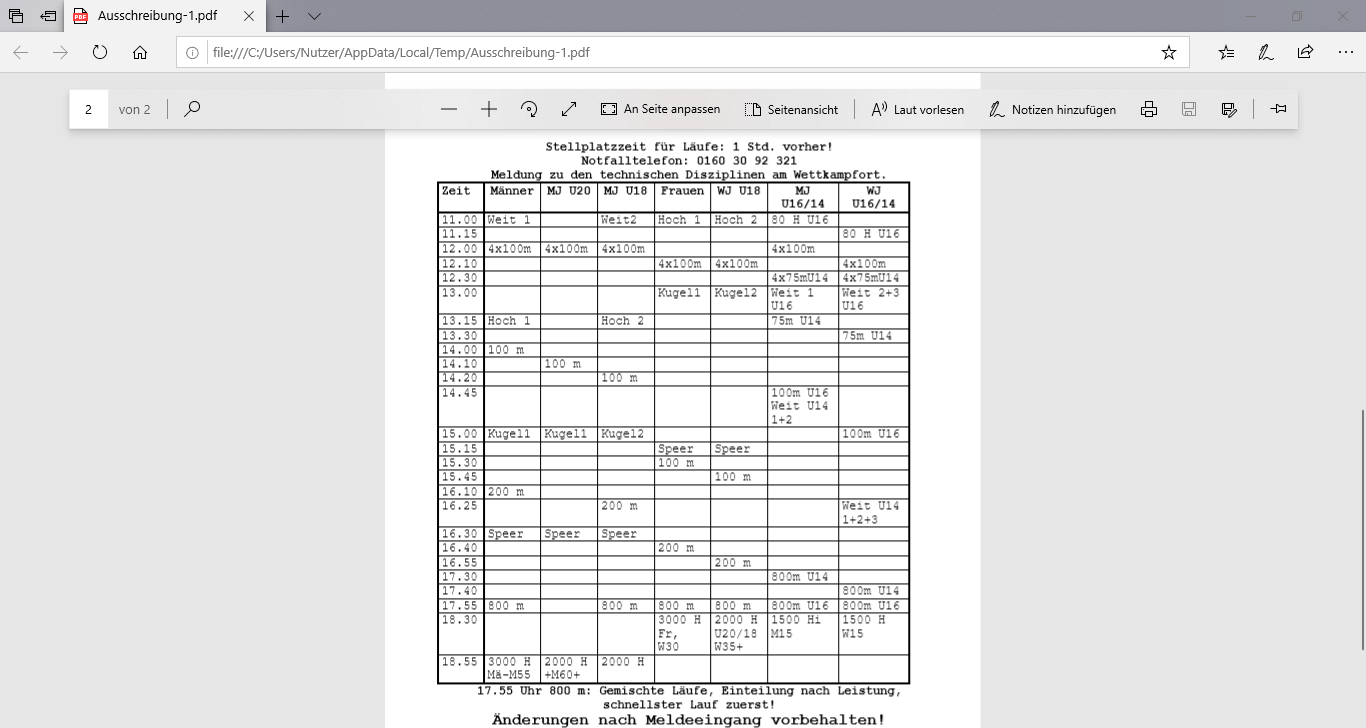 Ausschreibung-1.pdf
file:///C:/Users/Nutzer/AppData/Local/Temp/Ausschreibung-1.pdf
2 von 2 An Seite anpassen Seitenansicht Laut vorlesen Notizen hinzufügen
Stellplatzzeit für Läufe: 1 Std. vorher!
Notfalltelefon: 0160 30 92 321
Meldung zu den technischen Disziplinen am Wettkampfort.
Zeit Männer MJ U20 MJ U18 Frauen WJ U18 MJ WJ
U16/14 U16/14
11.00 Weit 1 Weit2 Hoch 1 Hoch 2 80 H U16
11.15 80 H U16
12.00 4x100m 4x100m 4x100m 4x100m
12.10 4x100m 4x100m 4x100m
12.30 4x75mU14 4x75mU14
13.00 Kugel1 Kugel2 Weit 1 Weit 2+3
U16 U16
13.15 Hoch 1 Hoch 2 75m U14
13.30 75m U14
14.00 100 m
14.10 100 m
14.20 100 m
14.45 100m U16
Weit U14
1+2
15.00 Kugel1 Kugel1 Kugel2 100m U16
15.15 Speer Speer
15.30 100 m
15.45 100 m
16.10 200 m
16.25 200 m Weit U14
1+2+3
16.30 Speer Speer Speer
16.40 200 m
16.55 200 m
17.30 800m U14
17.40 800m U14
17.55 800 m 800 m 800 m 800 m 800m U16 800m U16
18.30 3000 H 2000 H 1500 Hi 1500 H
Fr, U20/18 M15 W15
W30 W35+
18.55 3000 H 2000 H 2000 H
Mä-M55 +M60+
17.55 Uhr 800 m: Gemischte Läufe, Einteilung nach Leistung,
schnellster Lauf zuerst!
Änderungen nach Meldeeingang vorbehalten!